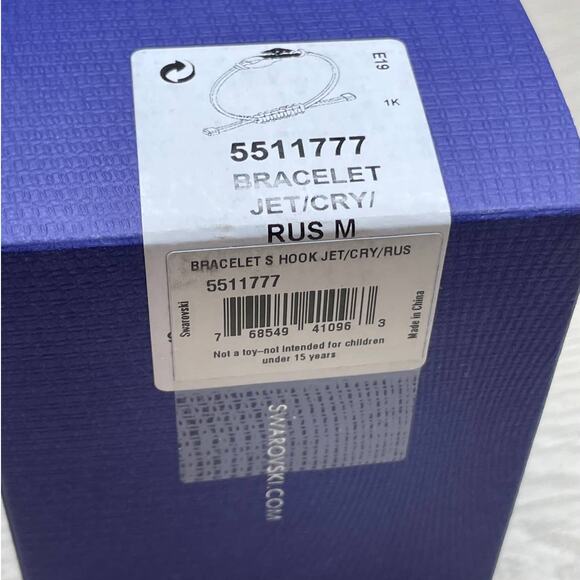 E19
1K
5511777
BRACELET
JET/CRY/
RUS M
BRACELET S HOOK JET/CRY/RUS
5511777
Swarovski
7 68549 41096 3
Made in China
Not a toy–not intended for children
under 15 years
SWAROVSKI.COM